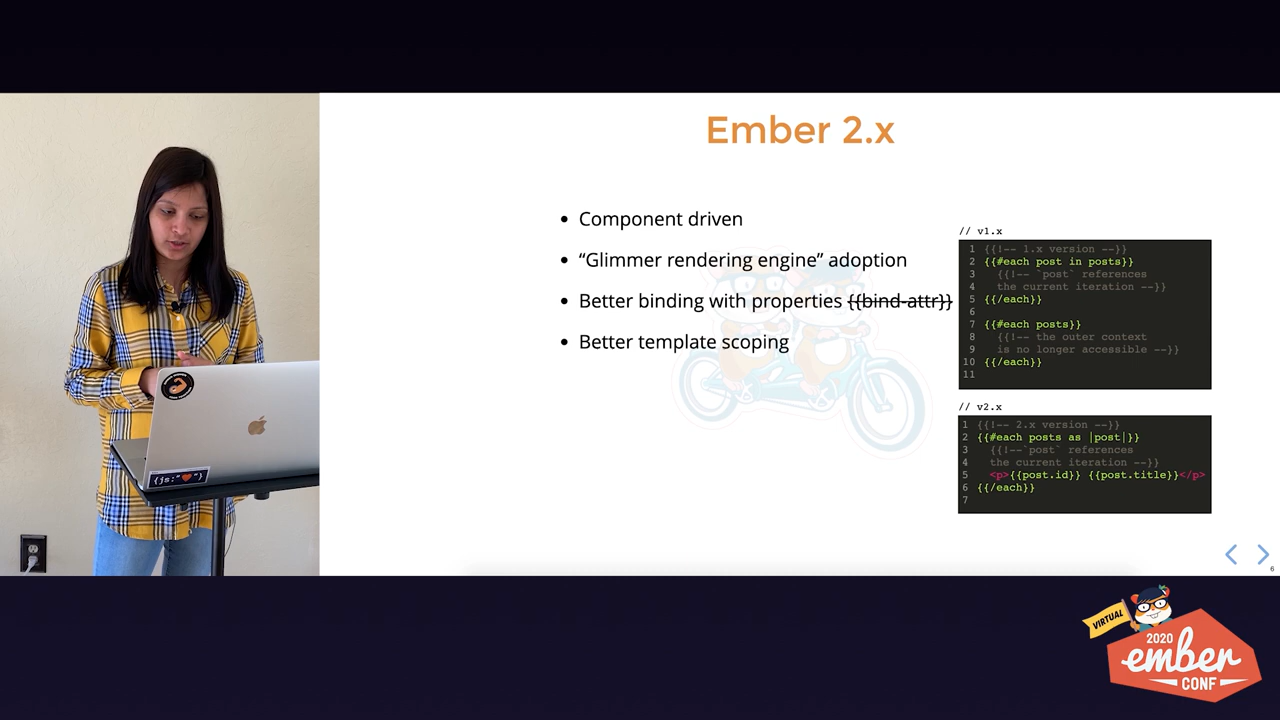 Ember 2.x
Component driven
“Glimmer rendering engine” adoption
Better binding with properties {{bind-attr}}
Better template scoping
// v1.x
1 {{!-- 1.x version --}}
2 {{#each post in posts}}
3 {{!-- `post` references
4 the current iteration --}}
5 {{/each}}
6
7 {{#each posts}}
8 {{!-- the outer context
9 is no longer accessible --}}
10 {{/each}}
11
// v2.x
1 {{!-- 2.x version --}}
2 {{#each posts as |post|}}
3 {{!--`post` references
4 the current iteration --}}
5 <p>{{post.id}} {{post.title}}</p>
6 {{/each}}
7
6
{js:"❤"}
VIRTUAL
2020
ember
CONF